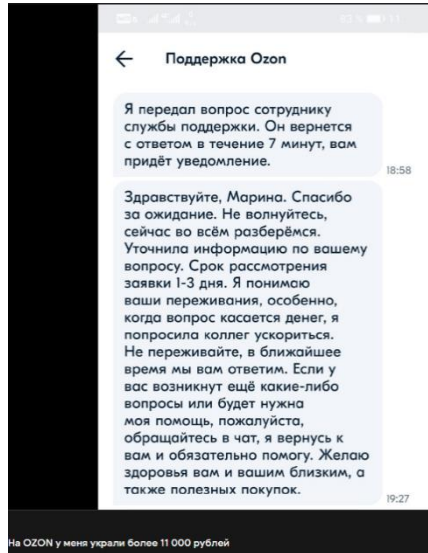 Поддержка Ozon
Я передал вопрос сотруднику
службы поддержки. Он вернется
с ответом в течение 7 минут, вам
придёт уведомление.
18:58
Здравствуйте, Марина. Спасибо
за ожидание. Не волнуйтесь,
сейчас во всём разберёмся.
Уточнила информацию по вашему
вопросу. Срок рассмотрения
заявки 1-3 дня. Я понимаю
ваши переживания, особенно,
когда вопрос касается денег, я
попросила коллег ускориться.
Не переживайте, в ближайшее
время мы вам ответим. Если у
вас возникнут ещё какие-либо
вопросы или будет нужна
моя помощь, пожалуйста,
обращайтесь в чат, я вернусь к
вам и обязательно помогу. Желаю
здоровья вам и вашим близким, а
также полезных покупок.
19:27
На OZON у меня украли более 11 000 рублей